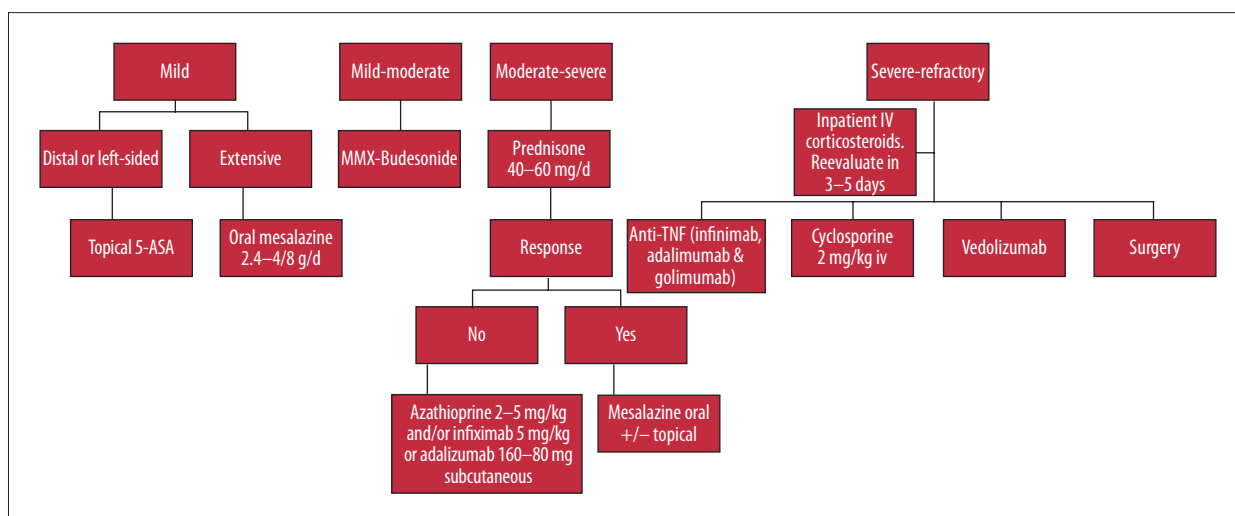 Mild
Mild-moderate
Moderate-severe
Severe-refractory
Distal or left-sided
Extensive
MMX-Budesonide
Prednisone
40–60 mg/d
Inpatient IV
corticosteroids.
Reevaluate in
3–5 days
Topical 5-ASA
Oral mesalazine
2.4–4/8 g/d
Response
Anti-TNF (infinimab,
adalimumab &
golimumab)
Cyclosporine
2 mg/kg iv
Vedolizumab
Surgery
No
Yes
Azathioprine 2–5 mg/kg
and/or infiximab 5 mg/kg
or adalizumab 160–80 mg
subcutaneous
Mesalazine oral
+/– topical